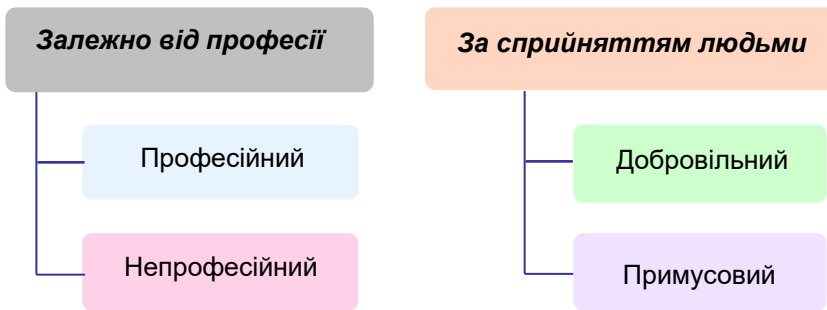 Залежно від професії
Професійний
Непрофесійний
За сприйняттям людьми
Добровільний
Примусовий